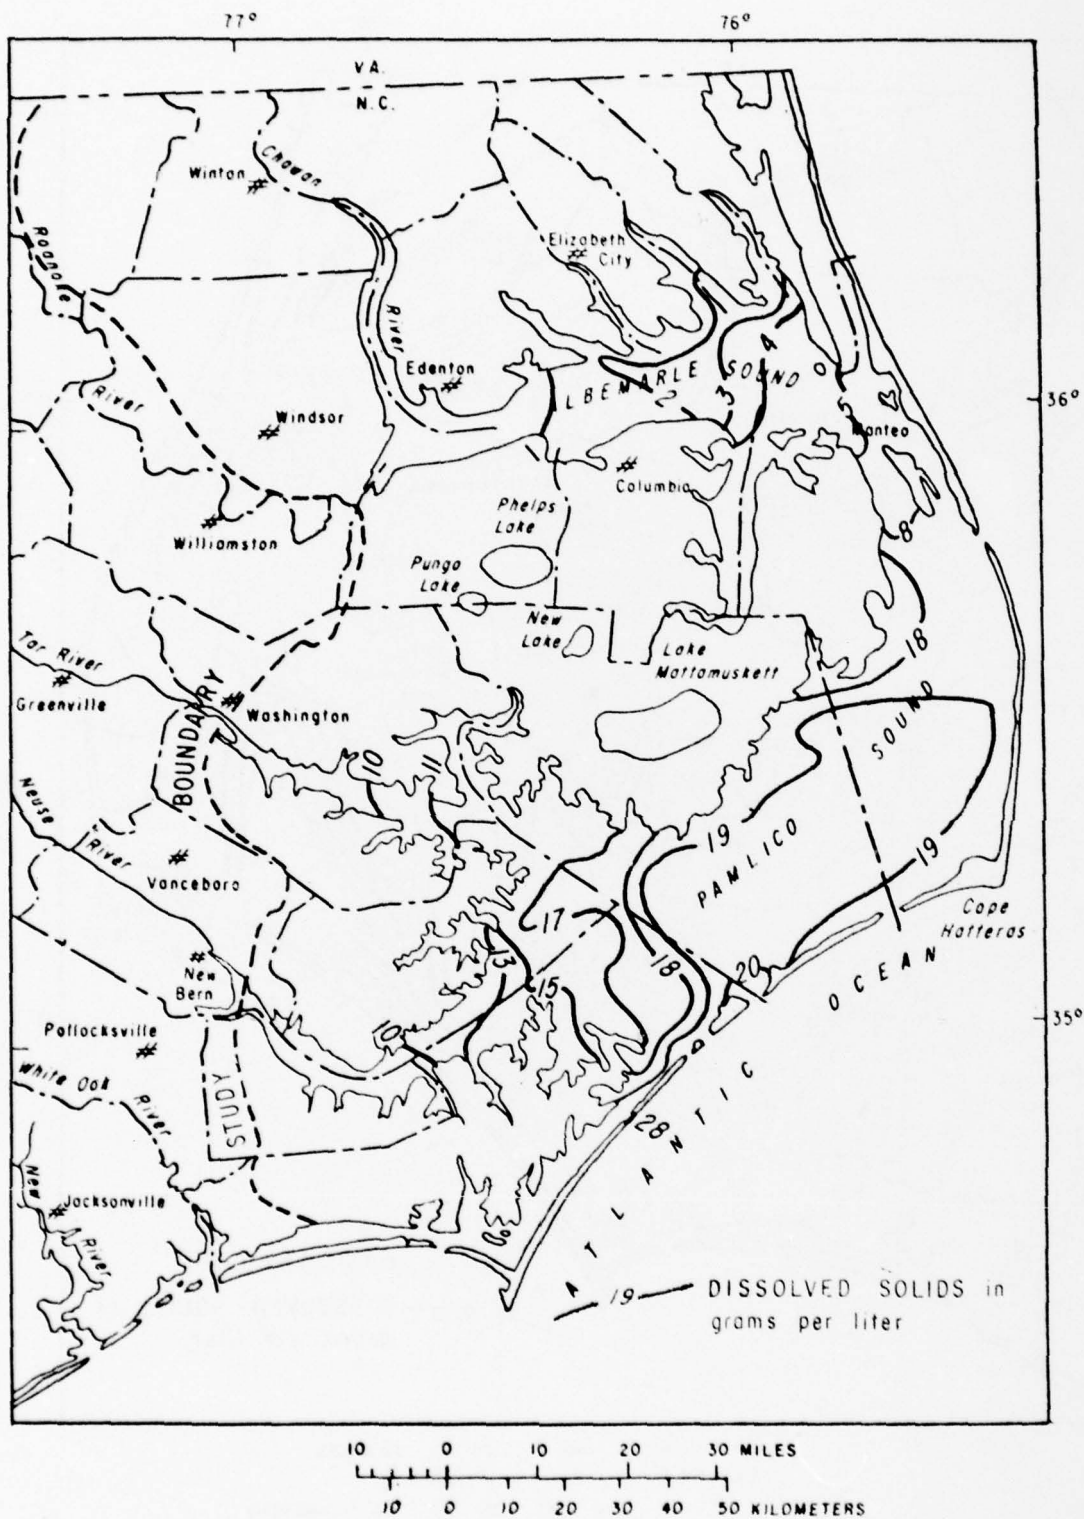 77°
76°
VA.
N.C.
Chowan
Winton
Roanoke
Elizabeth
City
River
Edenton
ALBEMARLE SOUND
4
2
3
5
36°
River
Windsor
Manteo
Columbia
Phelps
Lake
8
Williamston
Pungo
Lake
New
Lake
Lake
Mattamuskett
18
Tar River
Greenville
Washington
BOUNDARY
SOUND
10
11
Neuse
River
Vanceboro
19
PAMLICO
19
Cape
Hatteras
17
13
18
20
New
Bern
15
OCEAN
10
35°
Pollocksville
White Oak
River
STUDY
28
ATLANTIC
New
River
Jacksonville
19
DISSOLVED SOLIDS in
grams per liter
10 0 10 20 30 MILES
10 0 10 20 30 40 50 KILOMETERS